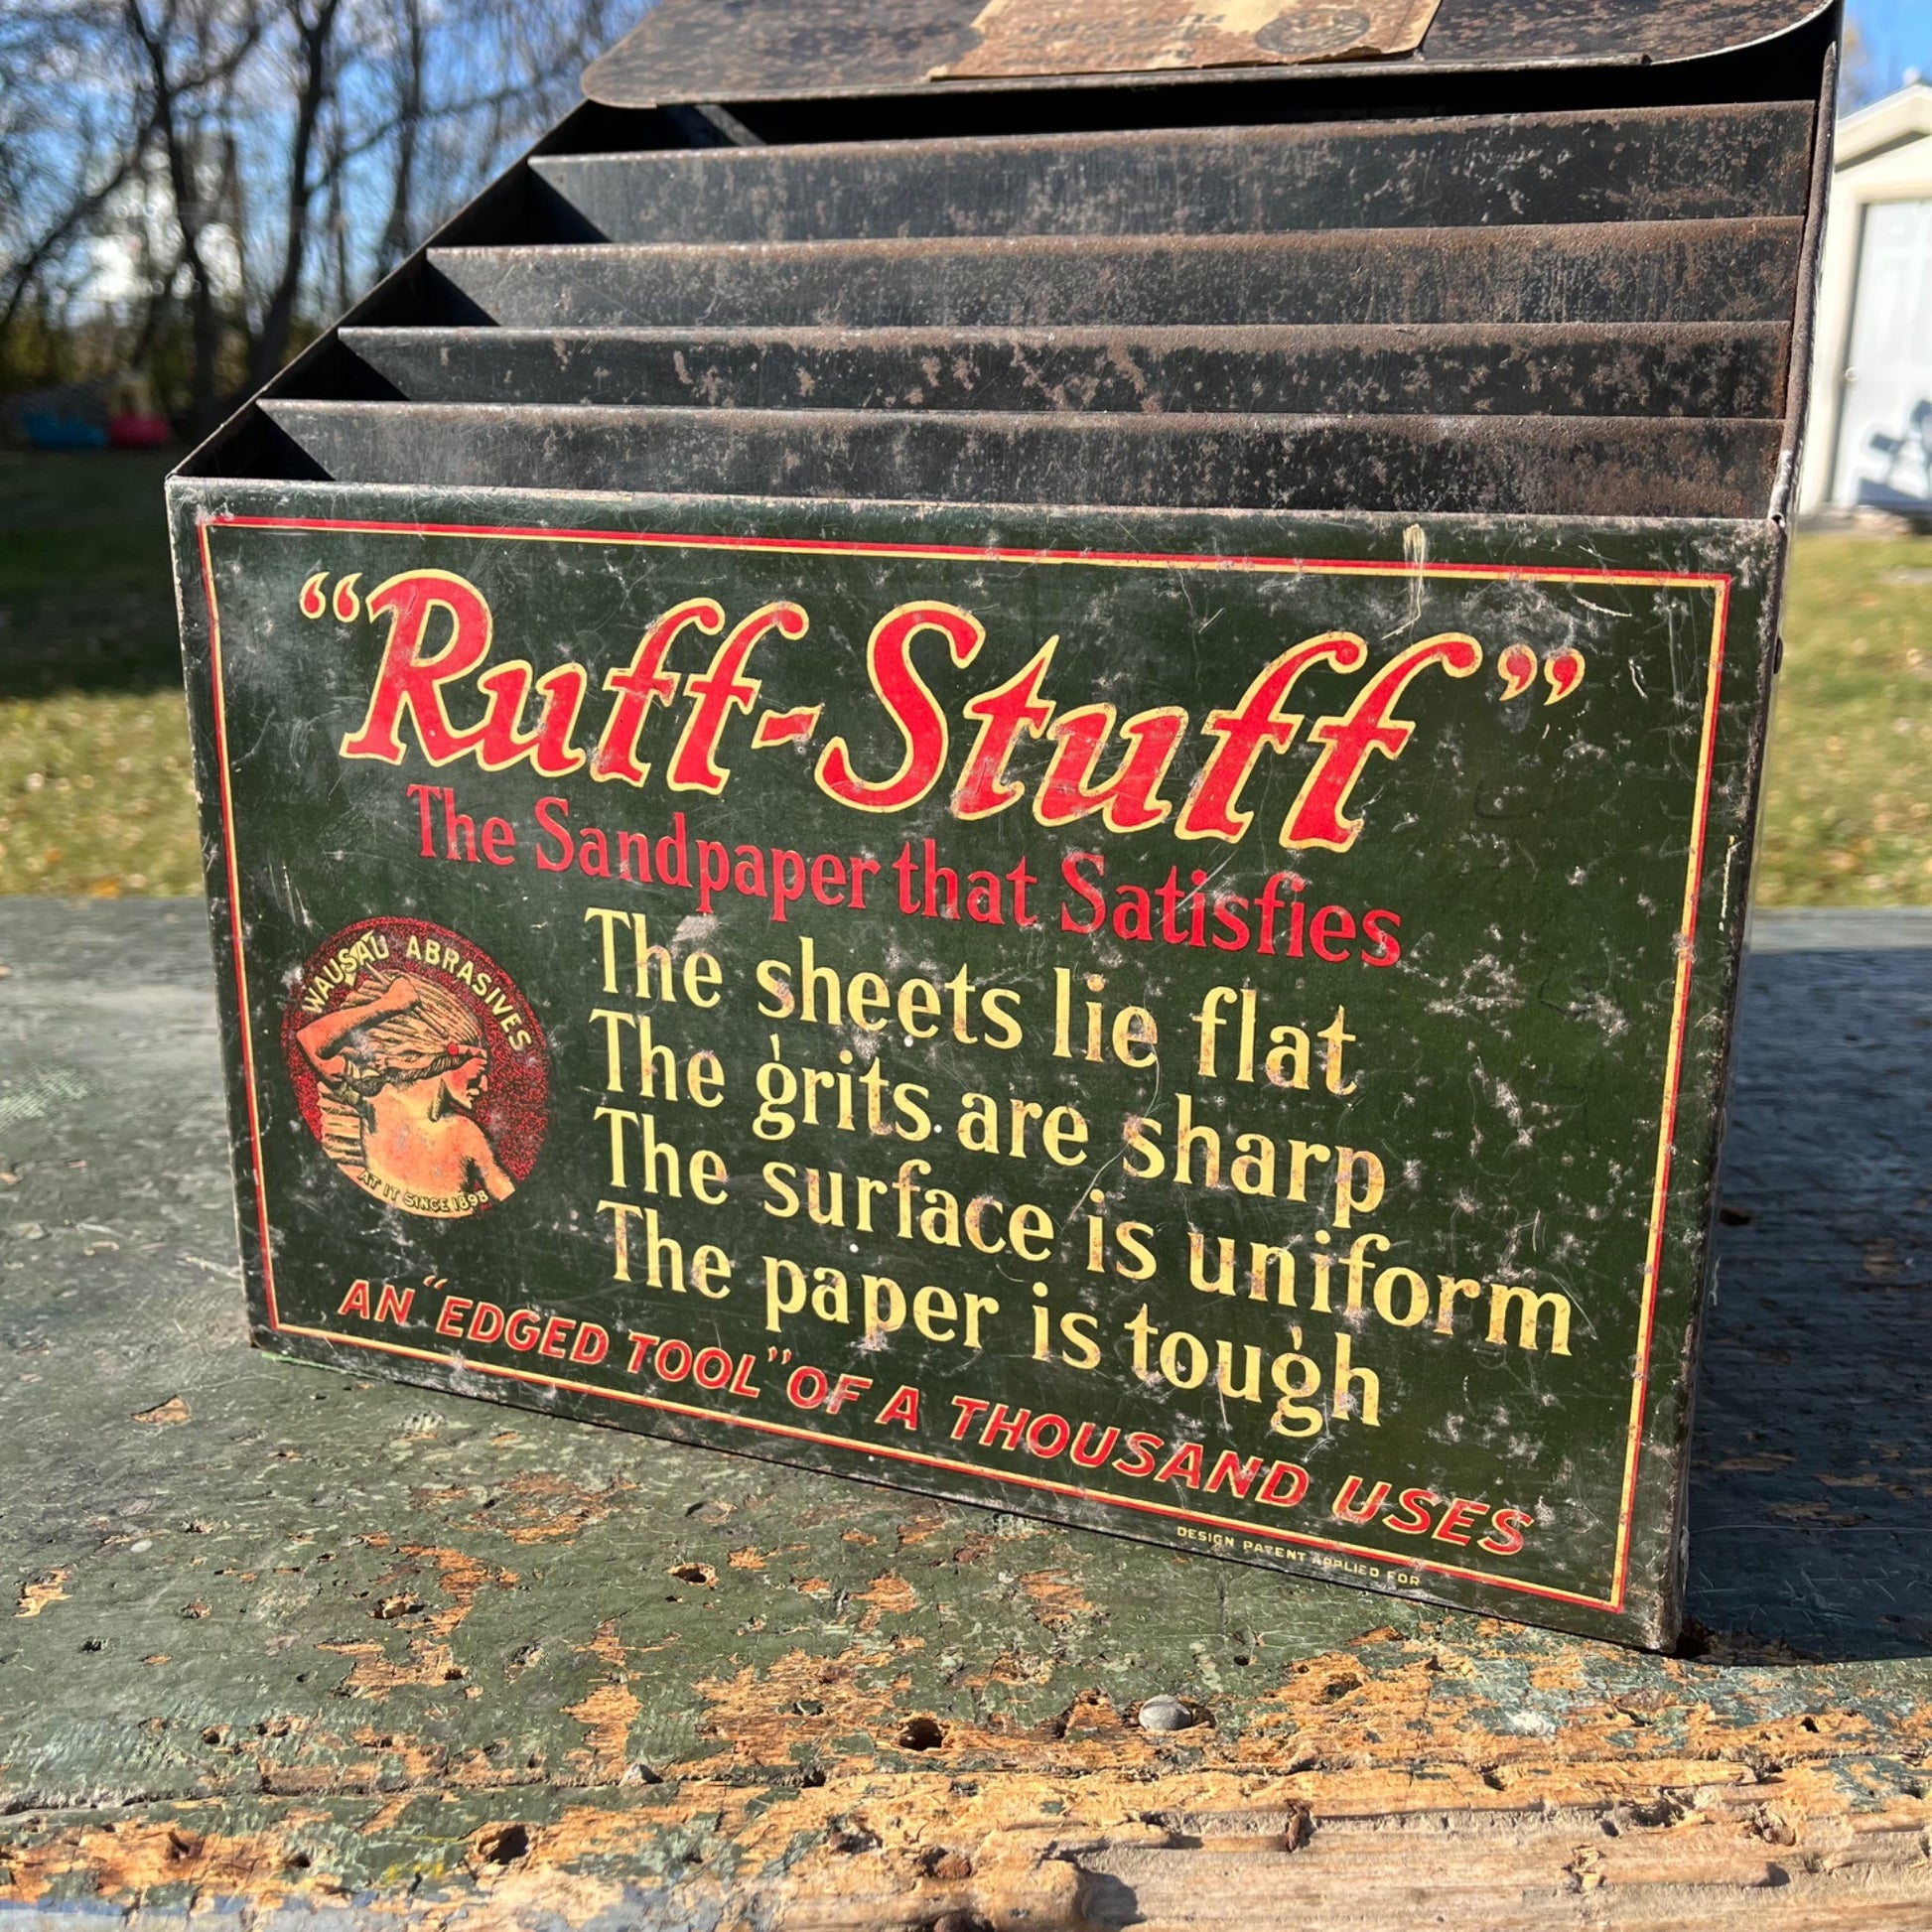 "Ruff-Stuff"
The Sandpaper that Satisfies
WAUSAU ABRASIVES
AT IT SINCE 1898
The sheets lie flat
The grits are sharp
The surface is uniform
The paper is tough
AN "EDGED TOOL" OF A THOUSAND USES
DESIGN PATENT APPLIED FOR